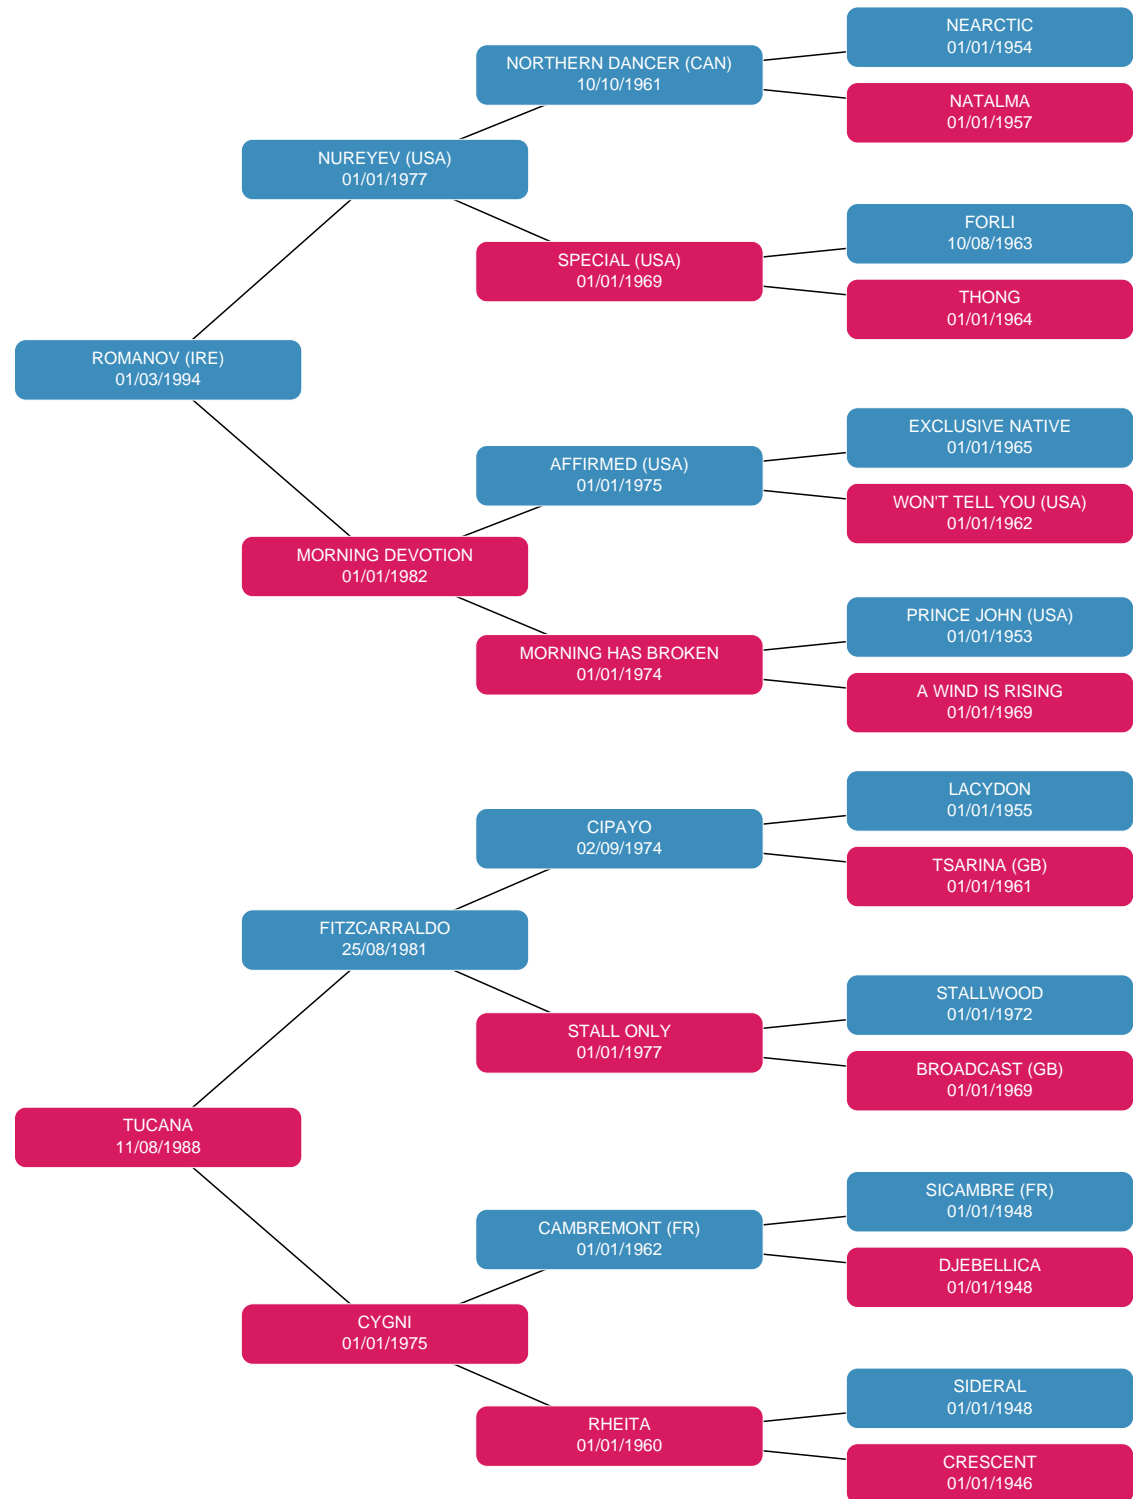 NEARCTIC
01/01/1954
NORTHERN DANCER (CAN)
10/10/1961
NATALMA
01/01/1957
NUREYEV (USA)
01/01/1977
FORLI
10/08/1963
SPECIAL (USA)
01/01/1969
THONG
01/01/1964
ROMANOV (IRE)
01/03/1994
EXCLUSIVE NATIVE
01/01/1965
AFFIRMED (USA)
01/01/1975
WON'T TELL YOU (USA)
01/01/1962
MORNING DEVOTION
01/01/1982
PRINCE JOHN (USA)
01/01/1953
MORNING HAS BROKEN
01/01/1974
A WIND IS RISING
01/01/1969
LACYDON
01/01/1955
CIPAYO
02/09/1974
TSARINA (GB)
01/01/1961
FITZCARRALDO
25/08/1981
STALLWOOD
01/01/1972
STALL ONLY
01/01/1977
BROADCAST (GB)
01/01/1969
TUCANA
11/08/1988
SICAMBRE (FR)
01/01/1948
CAMBREMONT (FR)
01/01/1962
DJEBELLICA
01/01/1948
CYGNI
01/01/1975
SIDERAL
01/01/1948
RHEITA
01/01/1960
CRESCENT
01/01/1946